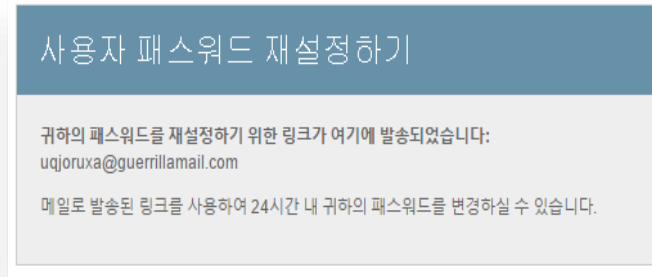 사용자 패스워드 재설정하기
귀하의 패스워드를 재설정하기 위한 링크가 여기에 발송되었습니다:
uqjoruxa@guerrillamail.com
메일로 발송된 링크를 사용하여 24시간 내 귀하의 패스워드를 변경하실 수 있습니다.